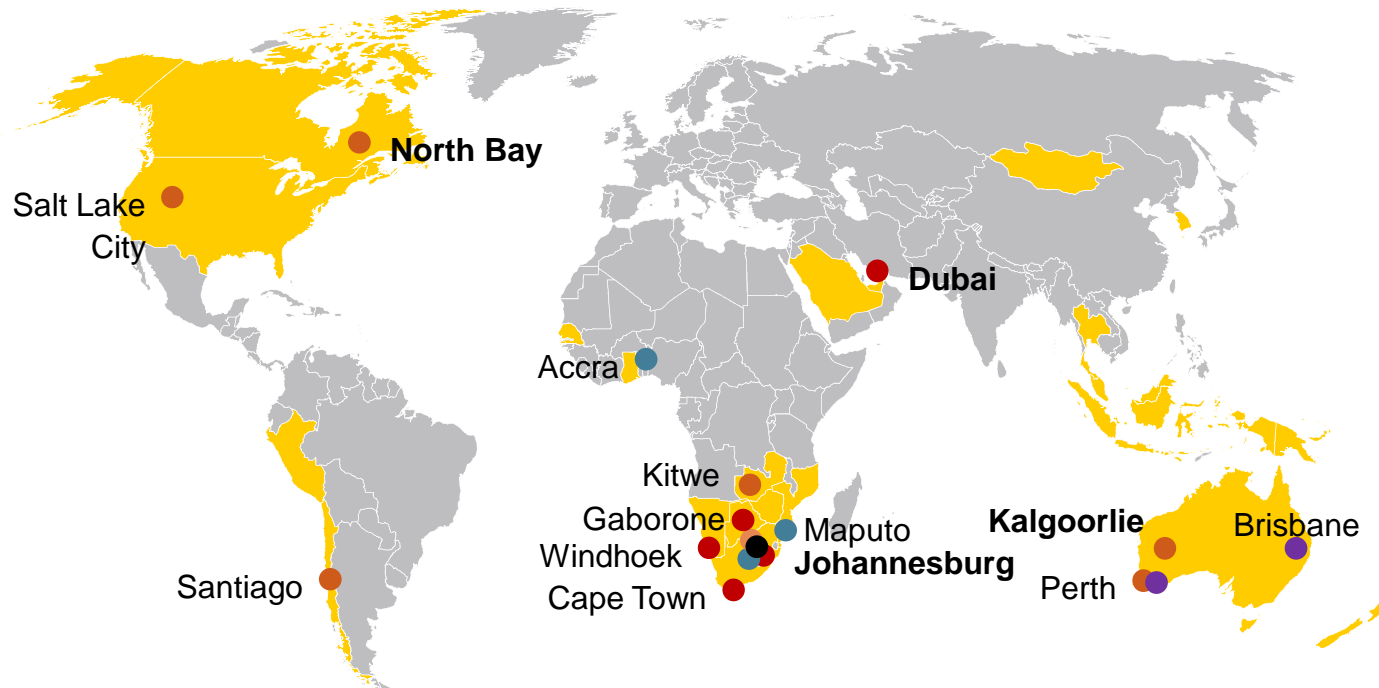 North Bay
Salt Lake
City
Dubai
Accra
Kitwe
Gaborone
Maputo
Windhoek
Johannesburg
Cape Town
Santiago
Kalgoorlie
Brisbane
Perth